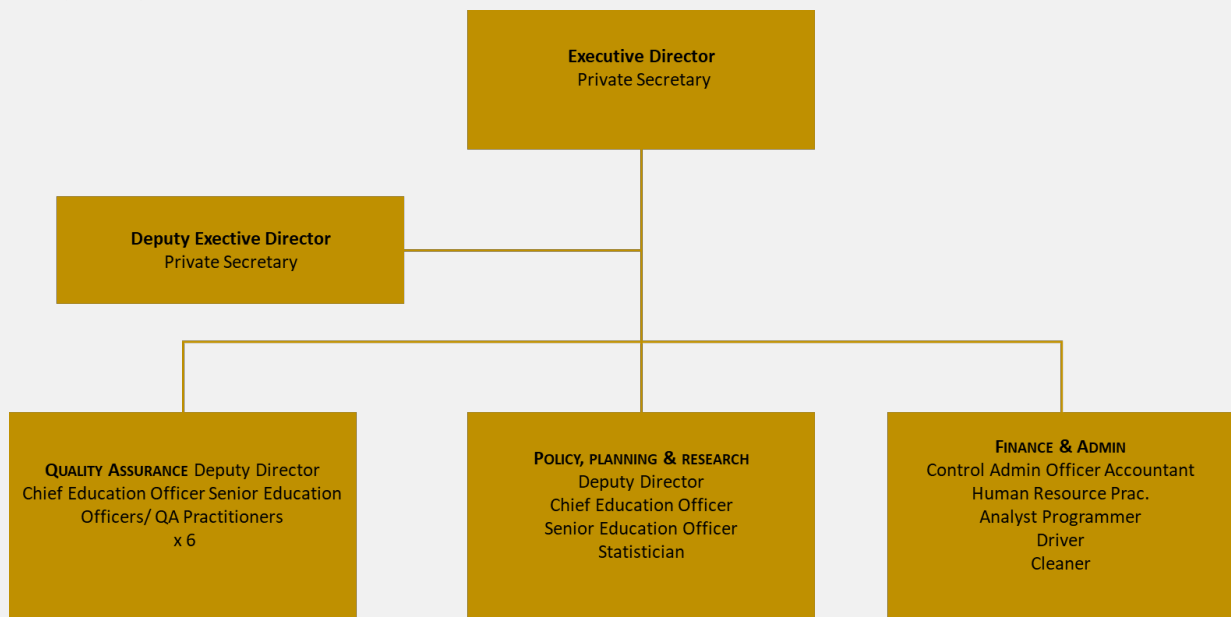 Executive Director
Private Secretary
Deputy Exective Director
Private Secretary
QUALITY ASSURANCE Deputy Director
Chief Education Officer Senior Education
Officers/ QA Practitioners
x 6
POLICY, PLANNING & RESEARCH
Deputy Director
Chief Education Officer
Senior Education Officer
Statistician
FINANCE & ADMIN
Control Admin Officer Accountant
Human Resource Prac.
Analyst Programmer
Driver
Cleaner